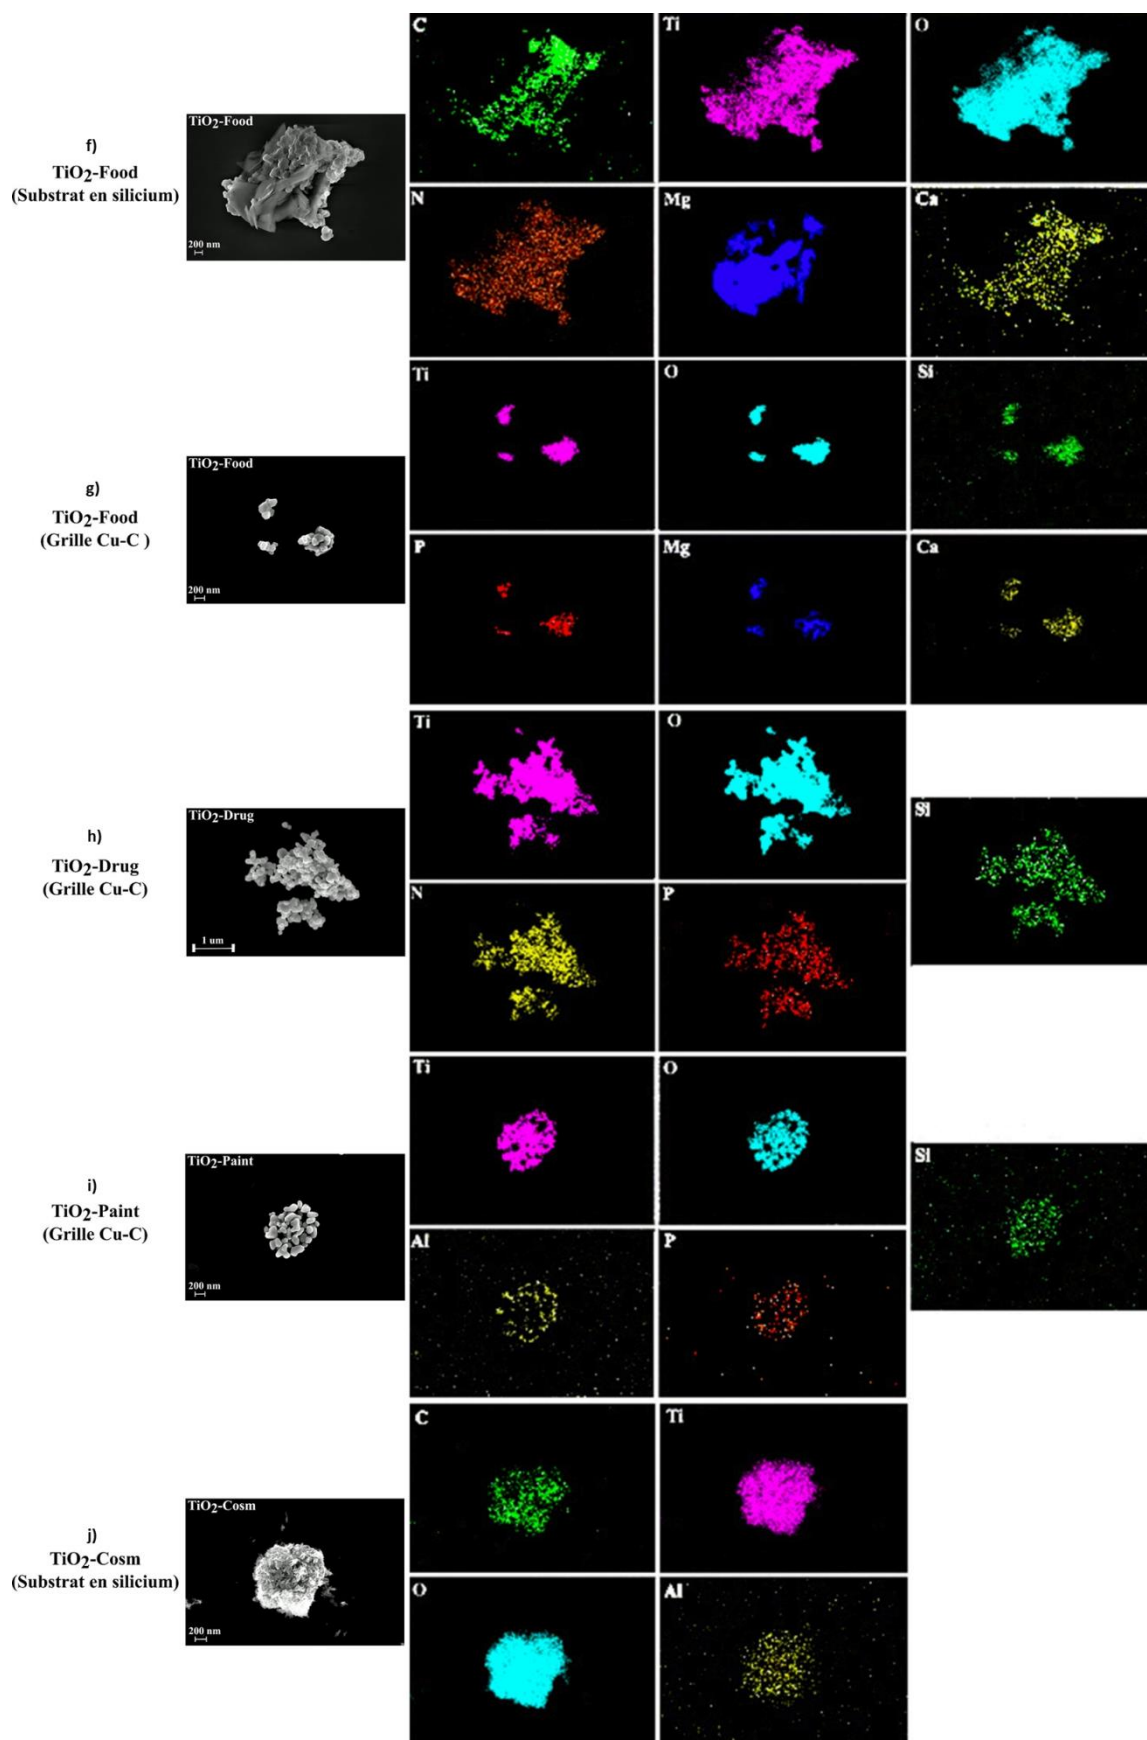 f)
TiO2-Food
(Substrat en silicium)
TiO2-Food
200 nm
C
Ti
O
N
Mg
Ca
g)
TiO2-Food
(Grille Cu-C )
TiO2-Food
200 nm
Ti
O
Si
P
Mg
Ca
h)
TiO2-Drug
(Grille Cu-C)
TiO2-Drug
1 um
Ti
O
Si
N
P
i)
TiO2-Paint
(Grille Cu-C)
TiO2-Paint
200 nm
Ti
O
Si
Al
P
j)
TiO2-Cosm
(Substrat en silicium)
TiO2-Cosm
200 nm
C
Ti
O
Al